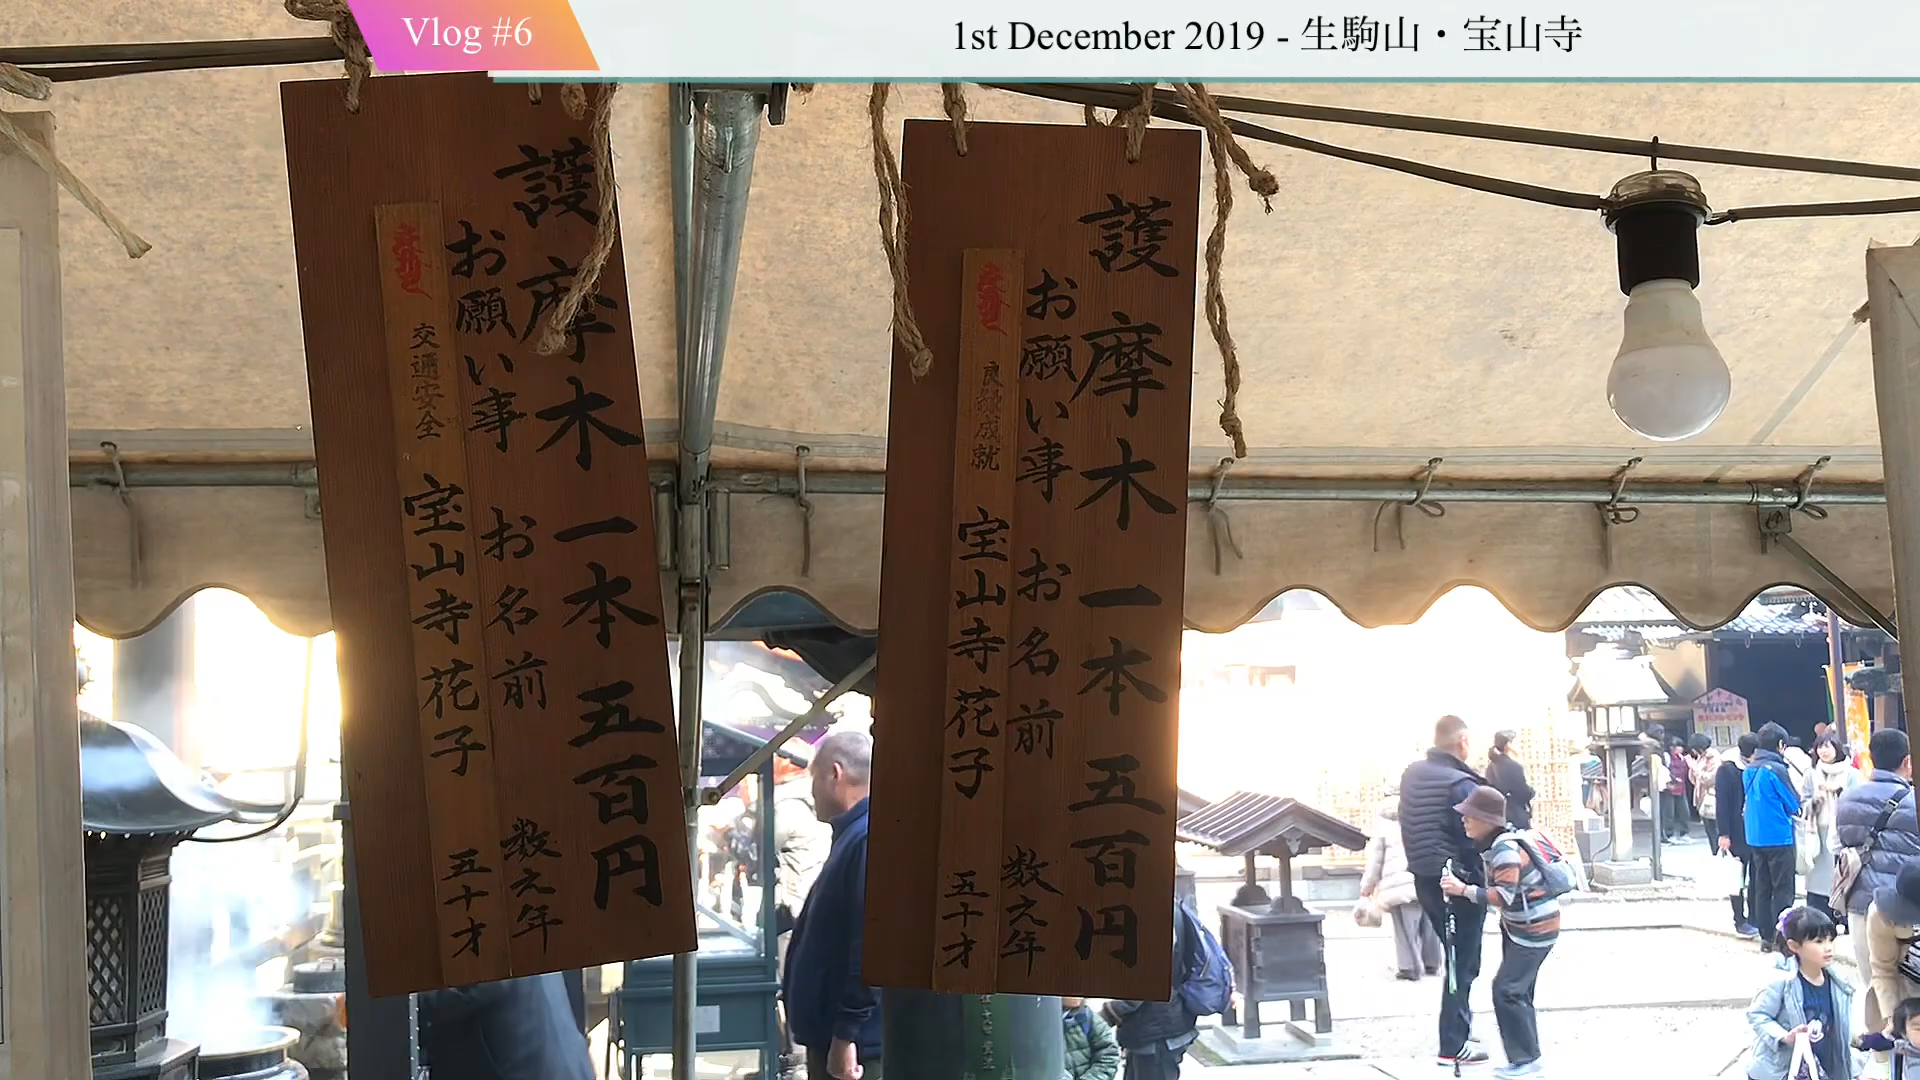 Vlog #6
1st December 2019 - 生駒山・宝山寺
護摩木 一本 五百円
お願い事 お名前 数え年
交通安全 宝山寺花子 五十才
護摩木 一本 五百円
お願い事 お名前 数え年
良縁成就 宝山寺花子 五十才